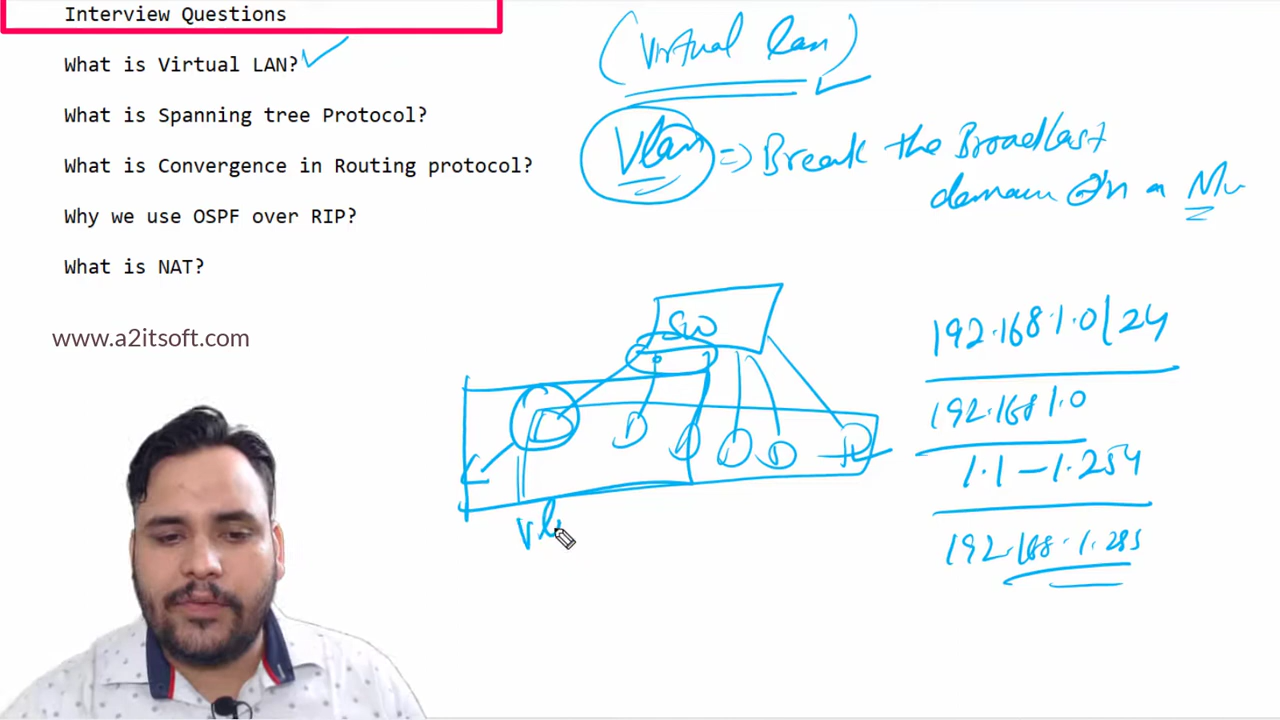 Interview Questions
What is Virtual LAN?
What is Spanning tree Protocol?
What is Convergence in Routing protocol?
Why we use OSPF over RIP?
What is NAT?
www.a2itsoft.com
(Virtual lan)
Vlan => Break the Broadcast
domain in a
SW
D D D D
192.168.1.0/24
192.168 1.0
1.1 - 1.254
192.168.1.255
Vl